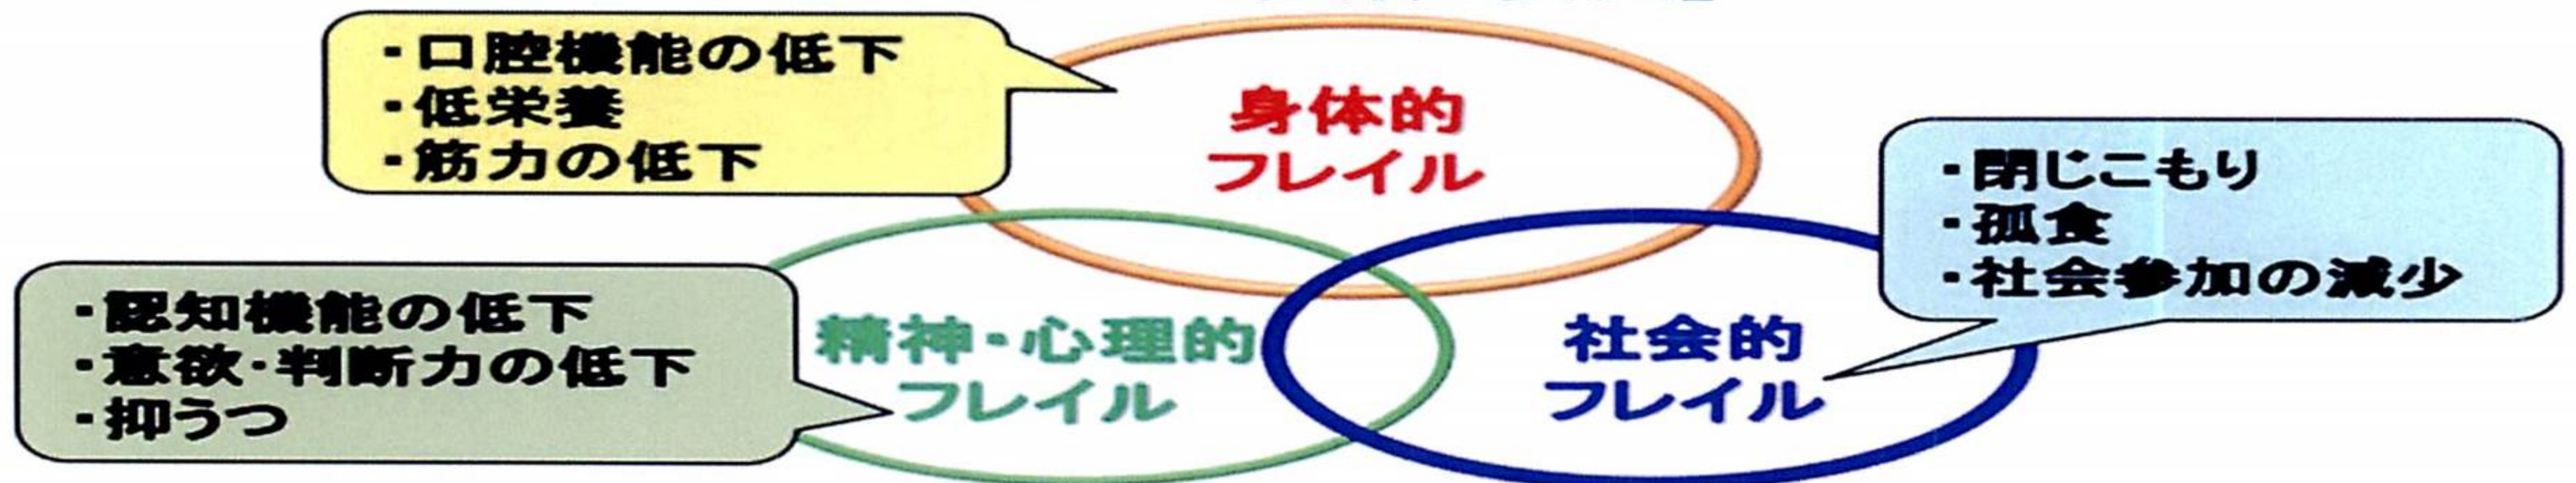 ・口腔機能の低下
・低栄養
・筋力の低下
身体的
フレイル
・閉じこもり
・孤食
・社会参加の減少
・認知機能の低下
・意欲・判断力の低下
・抑うつ
精神・心理的
フレイル
社会的
フレイル